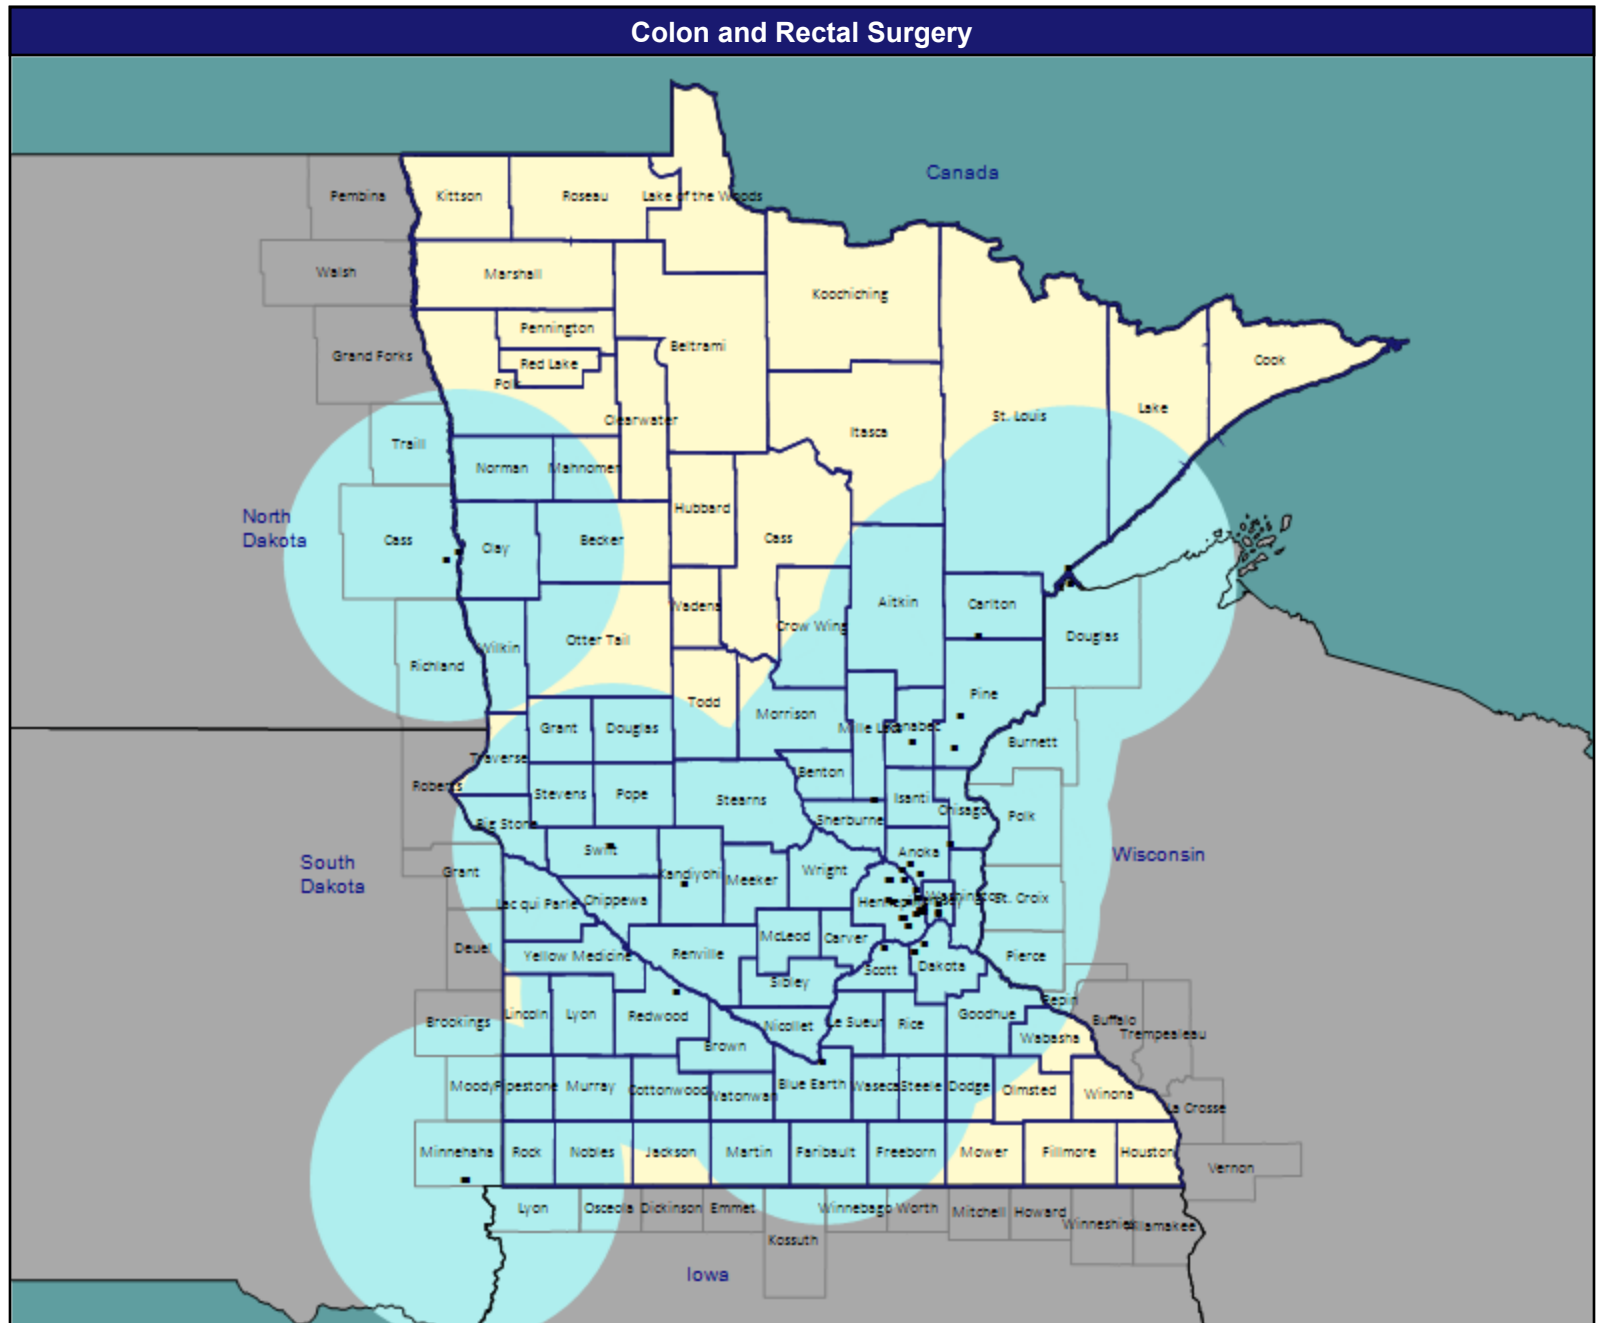 Colon and Rectal Surgery
Canada
Pembina
Kittson
Roseau
Lake of the Woods
Walsh
Marshall
Koochiching
Pennington
Grand Forks
Beltrami
Red Lake
Cook
Polk
Clearwater
St. Louis
Lake
Traill
Itasca
Norman
Mahnomen
Hubbard
North
Dakota
Cass
Clay
Becker
Cass
Aitkin
Carlton
Wadena
Crow Wing
Douglas
Otter Tail
Wilkin
Richland
Pine
Todd
Morrison
Grant
Douglas
Mille Lacs
Kanabec
Burnett
Traverse
Benton
Roberts
Stevens
Pope
Stearns
Isanti
Chisago
Polk
Big Stone
Sherburne
Swift
Anoka
Wisconsin
South
Dakota
Grant
Kandiyohi
Meeker
Wright
Lac qui Parle
Chippewa
Hennepin
Ramsey
Washington
St. Croix
McLeod
Carver
Deuel
Yellow Medicine
Renville
Scott
Dakota
Pierce
Sibley
Pepin
Brookings
Lincoln
Lyon
Redwood
Nicollet
Le Sueur
Rice
Goodhue
Buffalo
Trempealeau
Brown
Wabasha
Moody
Pipestone
Murray
Cottonwood
Watonwan
Blue Earth
Waseca
Steele
Dodge
Olmsted
Winona
La Crosse
Minnehaha
Rock
Nobles
Jackson
Martin
Faribault
Freeborn
Mower
Fillmore
Houston
Vernon
Lyon
Osceola
Dickinson
Emmet
Winnebago
Worth
Mitchell
Howard
Winneshiek
Allamakee
Kossuth
Iowa